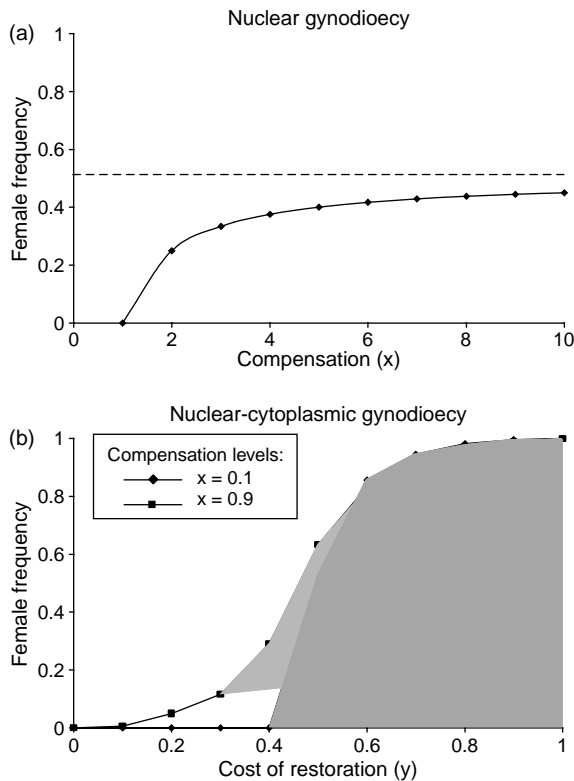 (a)
Nuclear gynodioecy
1
0.8
0.6
0.4
0.2
0
Female frequency
0 2 4 6 8 10
Compensation (x)
(b)
Nuclear-cytoplasmic gynodioecy
1
0.8
0.6
0.4
0.2
0
Female frequency
Compensation levels:
x = 0.1
x = 0.9
0 0.2 0.4 0.6 0.8 1
Cost of restoration (y)